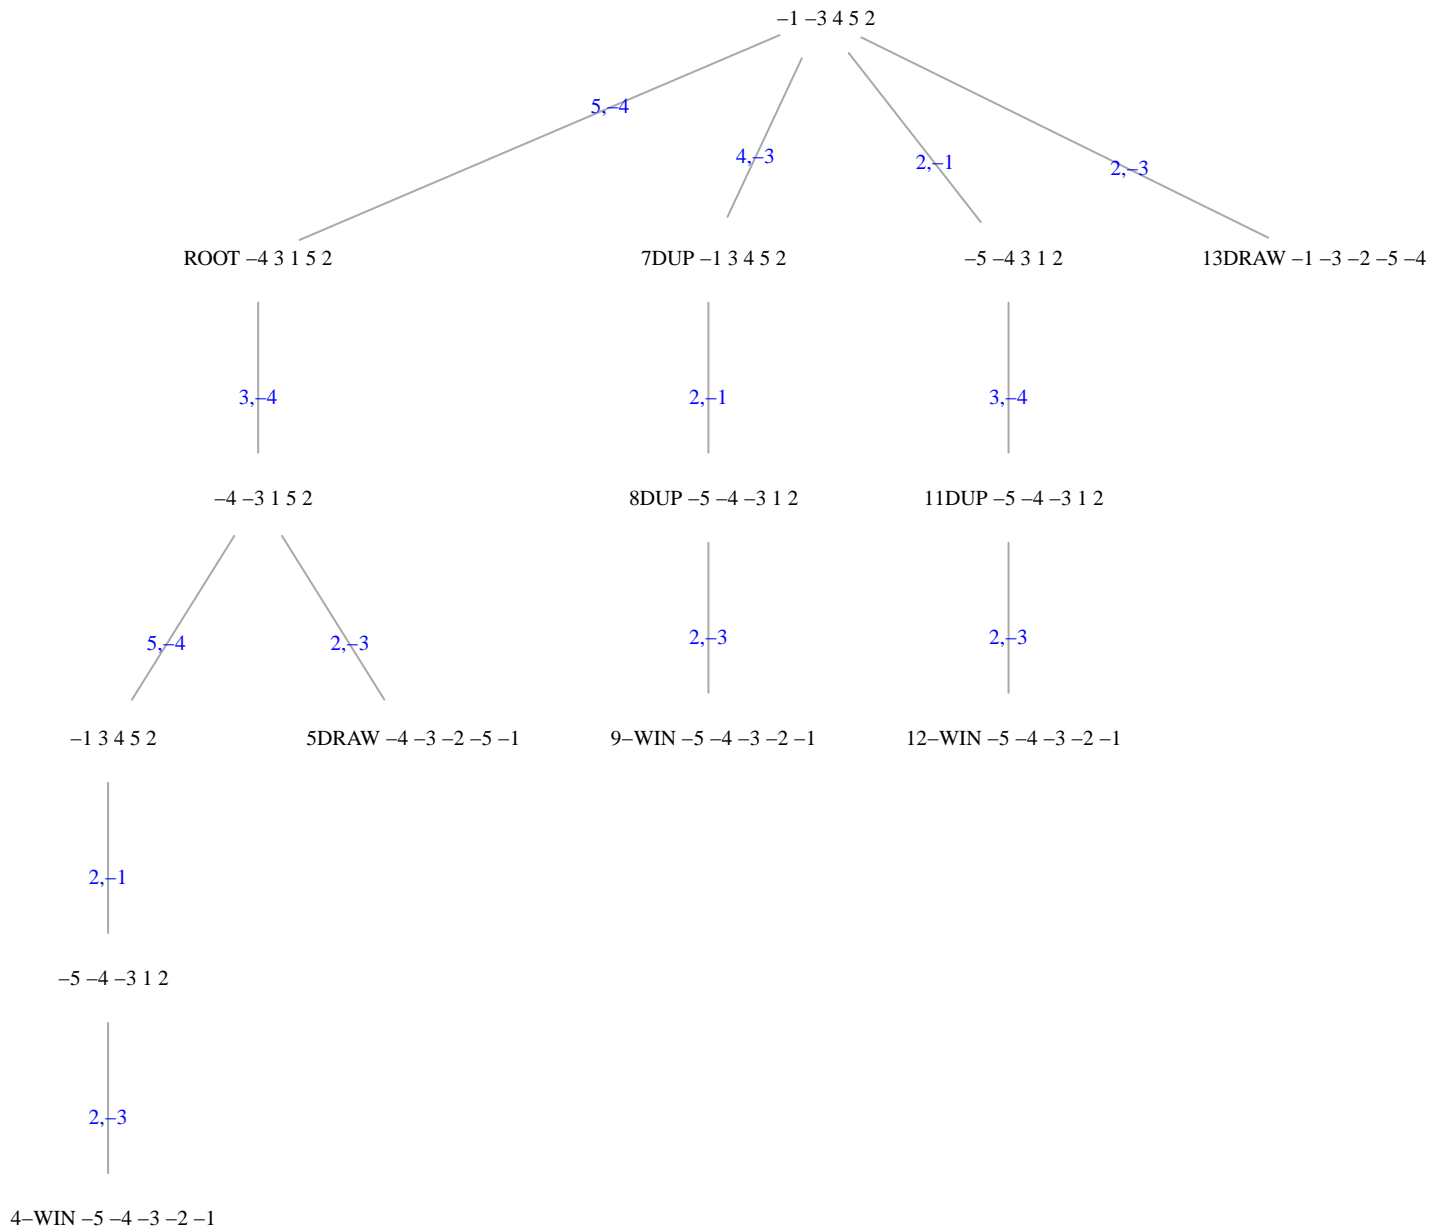 –1 –3 4 5 2
5,–4
4,–3
2,–1
2,–3
ROOT –4 3 1 5 2
7DUP –1 3 4 5 2
–5 –4 3 1 2
13DRAW –1 –3 –2 –5 –4
3,–4
2,–1
3,–4
–4 –3 1 5 2
8DUP –5 –4 –3 1 2
11DUP –5 –4 –3 1 2
5,–4
2,–3
2,–3
2,–3
–1 3 4 5 2
5DRAW –4 –3 –2 –5 –1
9–WIN –5 –4 –3 –2 –1
12–WIN –5 –4 –3 –2 –1
2,–1
–5 –4 –3 1 2
2,–3
4–WIN –5 –4 –3 –2 –1